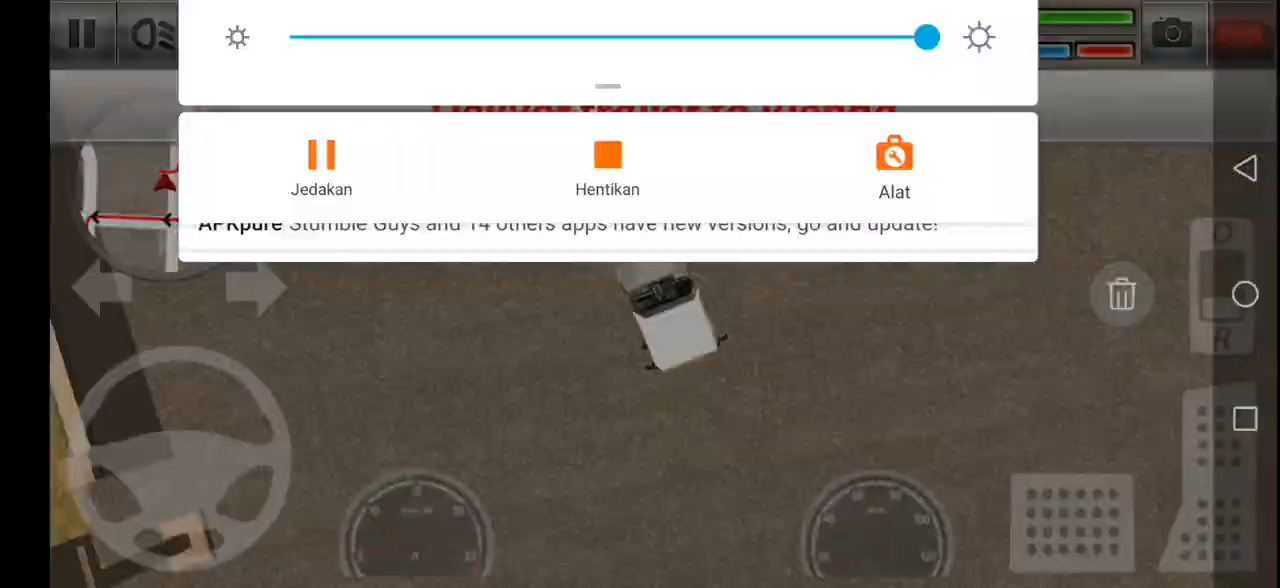 Jedakan
Hentikan
Alat
APKpure Stumble Guys and 14 others apps have new versions, go and update!
D
R